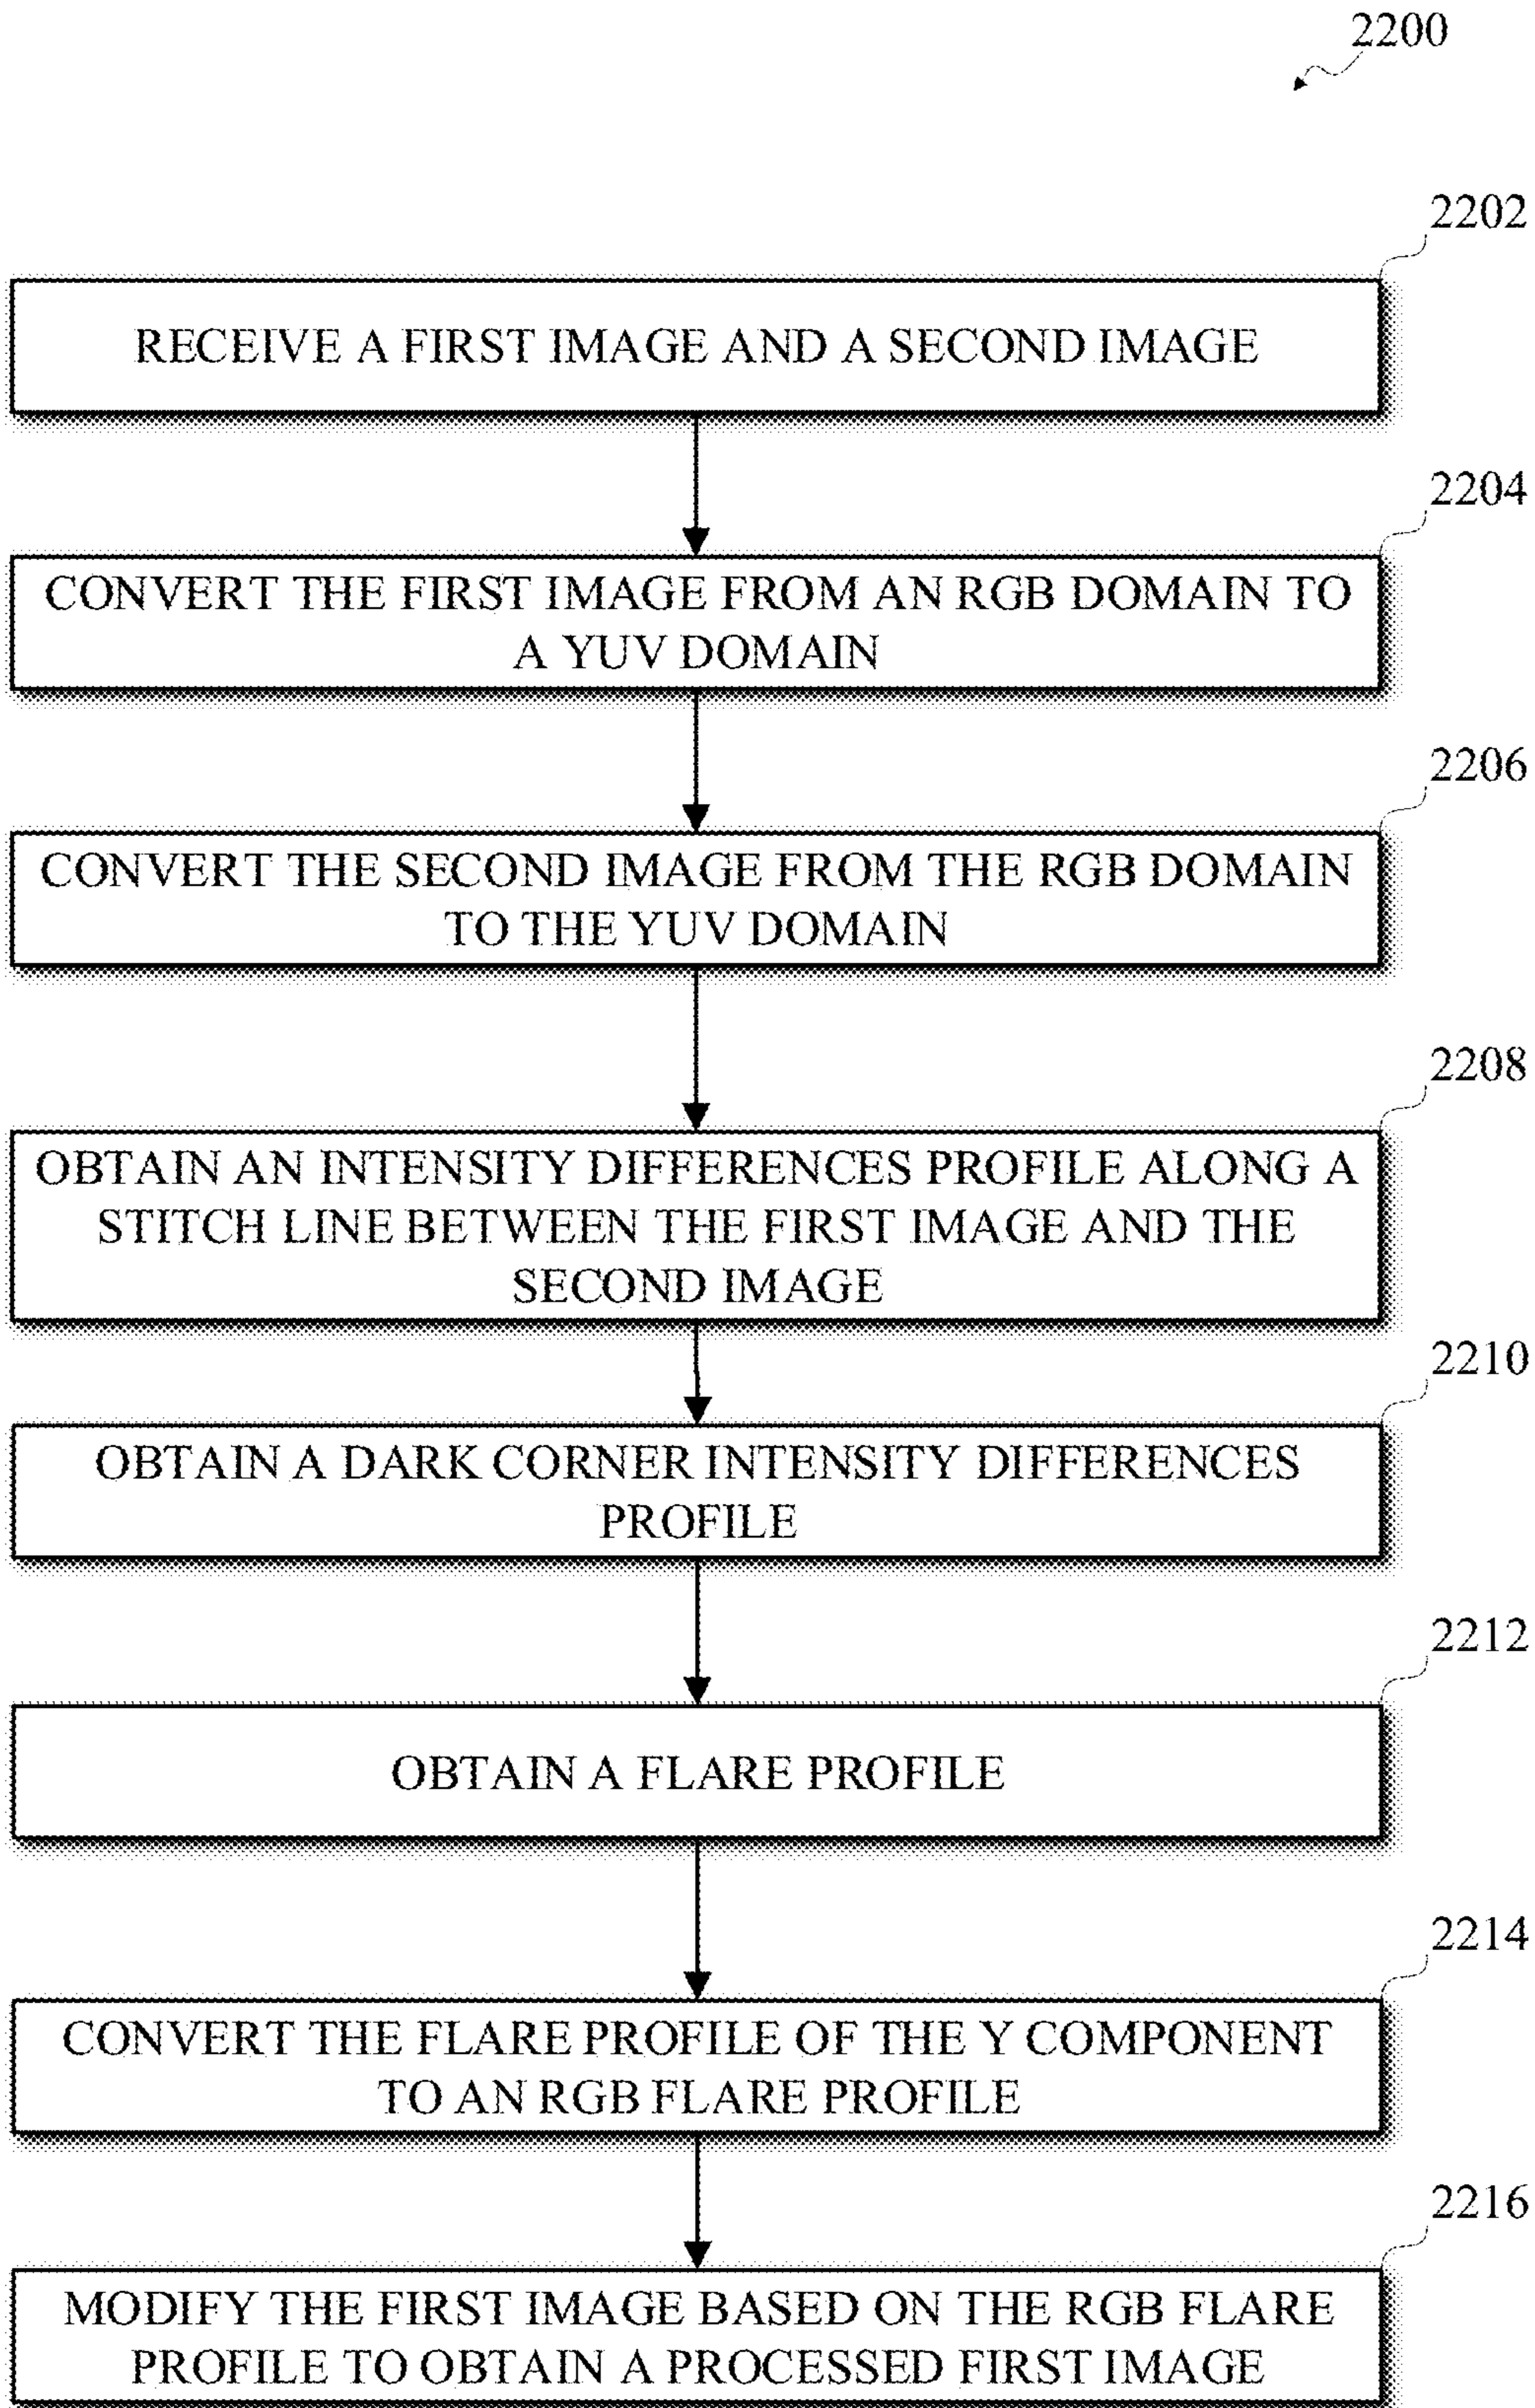 2200
2202
RECEIVE A FIRST IMAGE AND A SECOND IMAGE
2204
CONVERT THE FIRST IMAGE FROM AN RGB DOMAIN TO
A YUV DOMAIN
2206
CONVERT THE SECOND IMAGE FROM THE RGB DOMAIN
TO THE YUV DOMAIN
2208
OBTAIN AN INTENSITY DIFFERENCES PROFILE ALONG A
STITCH LINE BETWEEN THE FIRST IMAGE AND THE
SECOND IMAGE
2210
OBTAIN A DARK CORNER INTENSITY DIFFERENCES
PROFILE
2212
OBTAIN A FLARE PROFILE
2214
CONVERT THE FLARE PROFILE OF THE Y COMPONENT
TO AN RGB FLARE PROFILE
2216
MODIFY THE FIRST IMAGE BASED ON THE RGB FLARE
PROFILE TO OBTAIN A PROCESSED FIRST IMAGE